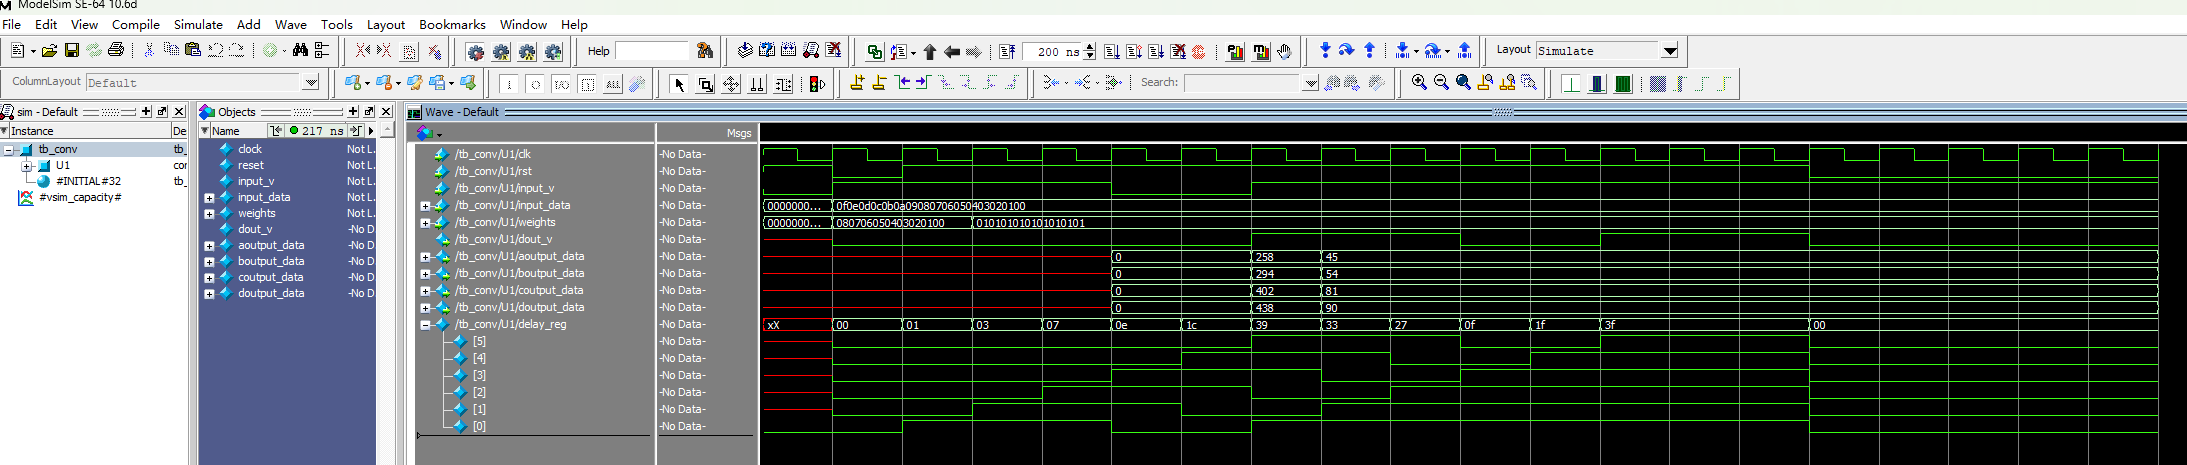 ModelSim SE-64 10.6d
File Edit View Compile Simulate Add Wave Tools Layout Bookmarks Window Help
Help 200 ns Layout Simulate
ColumnLayout Default Search:
sim - Default Objects Wave - Default
Instance De Name 217 ns Msgs
tb_conv tb_
U1 cor
#INITIAL#32 tb_
#vsim_capacity#
clock Not L.
reset Not L.
input_v Not L.
input_data Not L.
weights Not L.
dout_v -No D
aoutput_data -No D
boutput_data -No D
coutput_data -No D
doutput_data -No D
/tb_conv/U1/clk -No Data-
/tb_conv/U1/rst -No Data-
/tb_conv/U1/input_v -No Data-
/tb_conv/U1/input_data -No Data- 0000000... 0f0e0d0c0b0a09080706050403020100
/tb_conv/U1/weights -No Data- 0000000... 080706050403020100 010101010101010101
/tb_conv/U1/dout_v -No Data-
/tb_conv/U1/aoutput_data -No Data- 0 258 45
/tb_conv/U1/boutput_data -No Data- 0 294 54
/tb_conv/U1/coutput_data -No Data- 0 402 81
/tb_conv/U1/doutput_data -No Data- 0 438 90
/tb_conv/U1/delay_reg -No Data- xX 00 01 03 07 0e 1c 39 33 27 0f 1f 3f 00
[5] -No Data-
[4] -No Data-
[3] -No Data-
[2] -No Data-
[1] -No Data-
[0] -No Data-